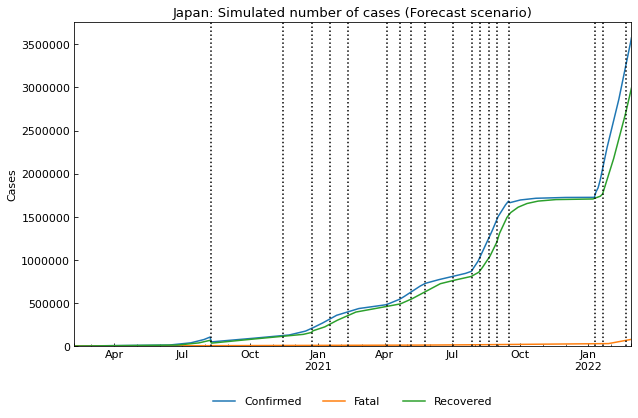 Japan: Simulated number of cases (Forecast scenario)
3500000
3000000
2500000
2000000
1500000
1000000
500000
0
Cases
Apr Jul Oct Jan Apr Jul Oct Jan
2021 2022
Confirmed Fatal Recovered